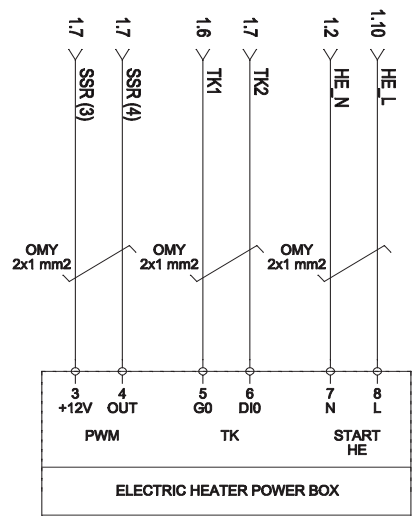 1.7 1.7 1.6 1.7 1.2 1.10
SSR (3) SSR (4) TK1 TK2 HE_N HE_L
OMY OMY OMY
2x1 mm2 2x1 mm2 2x1 mm2
3 4 5 6 7 8
+12V OUT G0 DI0 N L
PWM TK START
HE
ELECTRIC HEATER POWER BOX